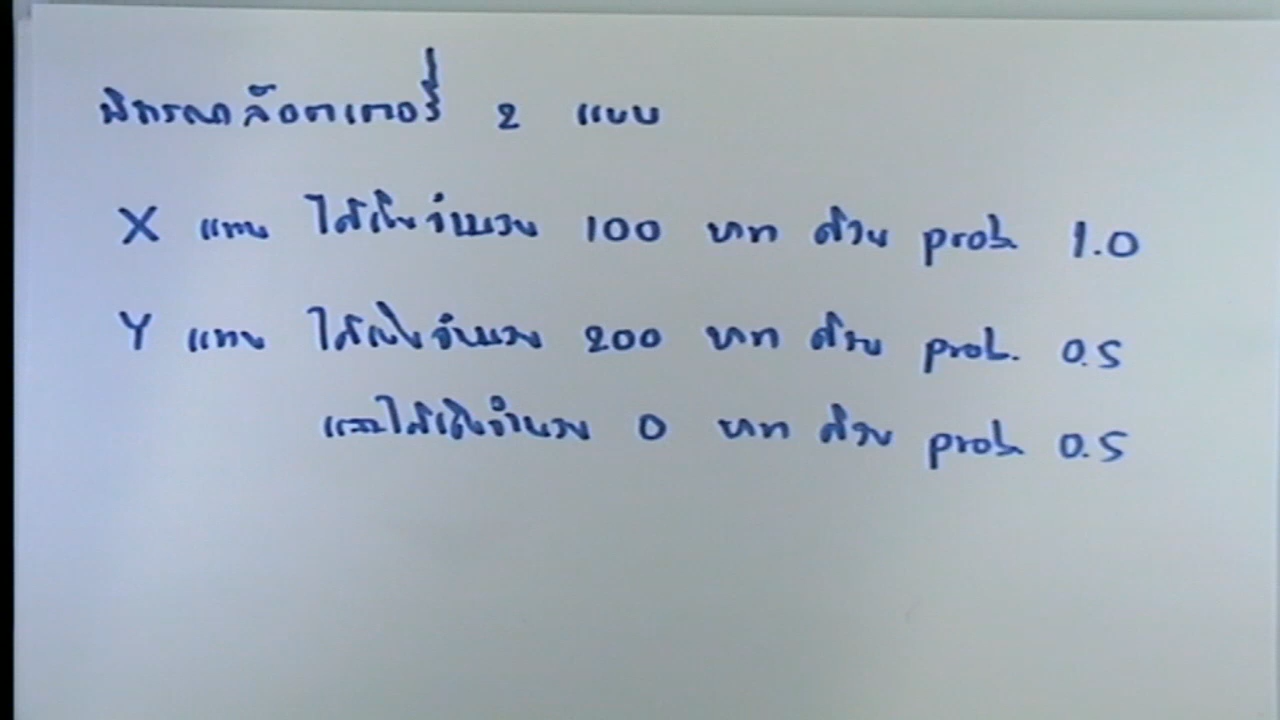 พิจารณาล๊อตเตอรี่ 2 แบบ
X แทน ได้เงินจำนวน 100 บาท ด้วย prob 1.0
Y แทน ได้เงินจำนวน 200 บาท ด้วย prob. 0.5
และได้เงินจำนวน 0 บาท ด้วย prob 0.5